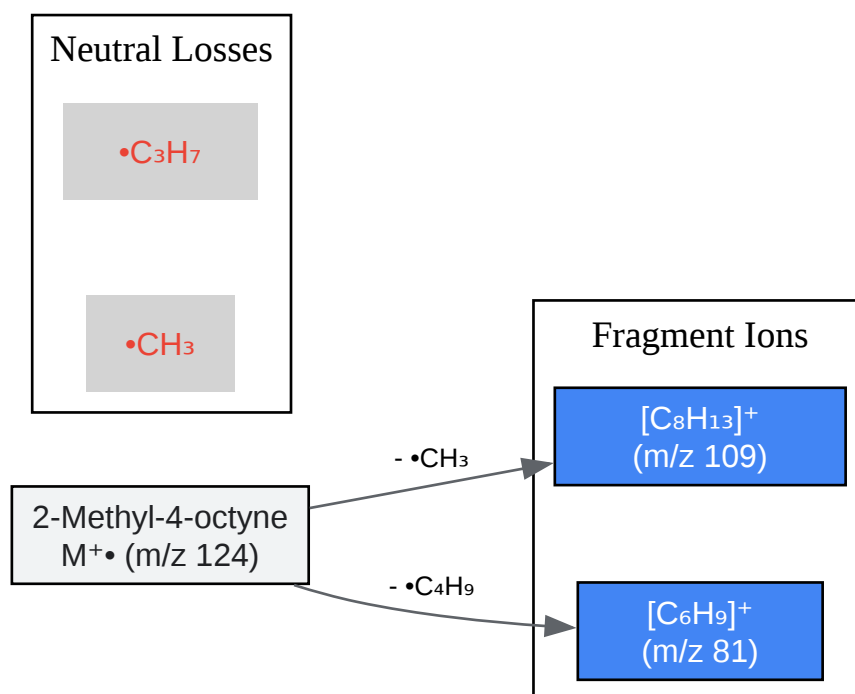 Neutral Losses
•C₃H₇
•CH₃
Fragment Ions
[C₈H₁₃]⁺
(m/z 109)
- •CH₃
2-Methyl-4-octyne
M⁺• (m/z 124)
- •C₄H₉
[C₆H₉]⁺
(m/z 81)